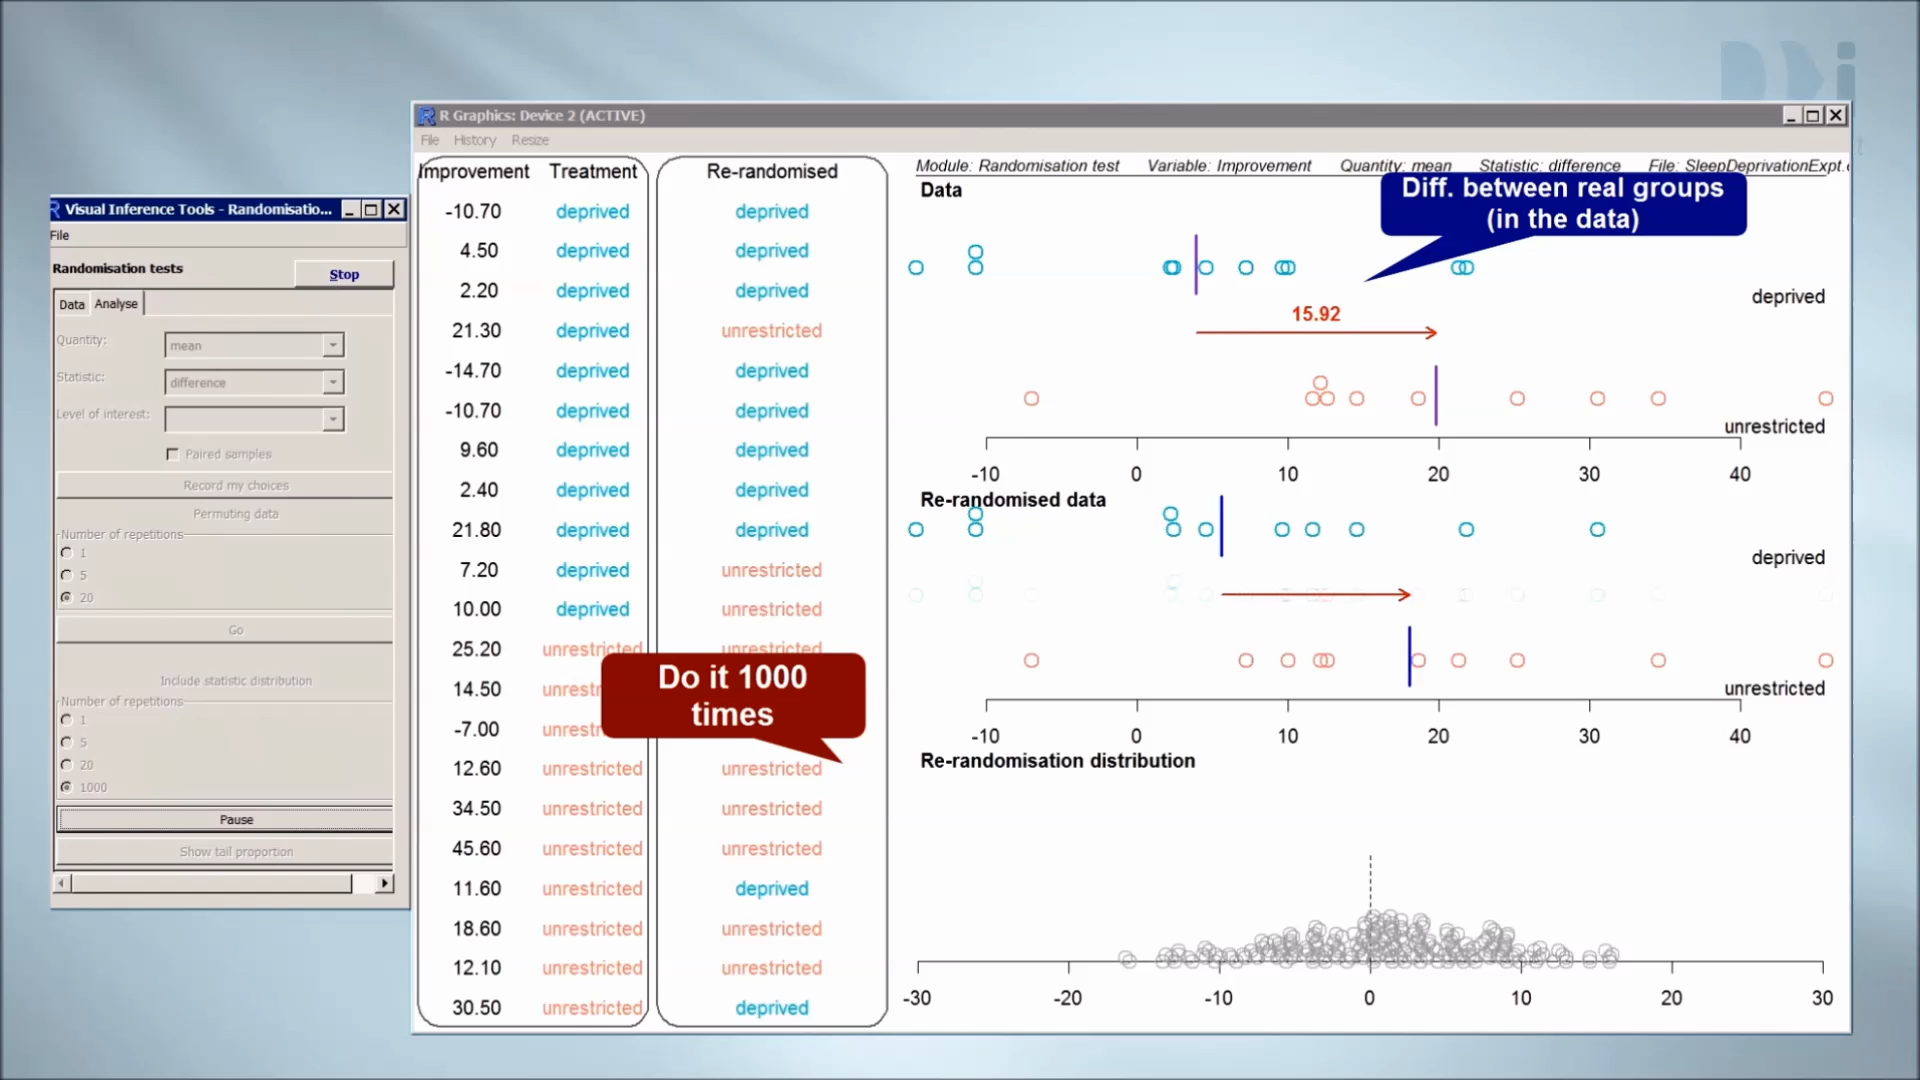 R Graphics: Device 2 (ACTIVE)
File History Resize
Visual Inference Tools - Randomisatio...
File
Randomisation tests
Stop
Data Analyse
Quantity: mean
Statistic: difference
Level of interest:
Paired samples
Record my choices
Permuting data
Number of repetitions
1
5
20
Go
Include statistic distribution
Number of repetitions
1
5
20
1000
Pause
Show tail proportion
Improvement Treatment Re-randomised
-10.70 deprived deprived
4.50 deprived deprived
2.20 deprived deprived
21.30 deprived unrestricted
-14.70 deprived deprived
-10.70 deprived deprived
9.60 deprived deprived
2.40 deprived deprived
21.80 deprived deprived
7.20 deprived unrestricted
10.00 deprived unrestricted
25.20 unrestricted unrestricted
14.50 unrestr
-7.00 unrestr
12.60 unrestricted unrestricted
34.50 unrestricted unrestricted
45.60 unrestricted unrestricted
11.60 unrestricted deprived
18.60 unrestricted unrestricted
12.10 unrestricted unrestricted
30.50 unrestricted deprived
Do it 1000
times
Module: Randomisation test Variable: Improvement Quantity: mean Statistic: difference File: SleepDeprivationExpt.
Data
Diff. between real groups
(in the data)
deprived
15.92
unrestricted
-10 0 10 20 30 40
Re-randomised data
deprived
unrestricted
-10 0 10 20 30 40
Re-randomisation distribution
-30 -20 -10 0 10 20 30